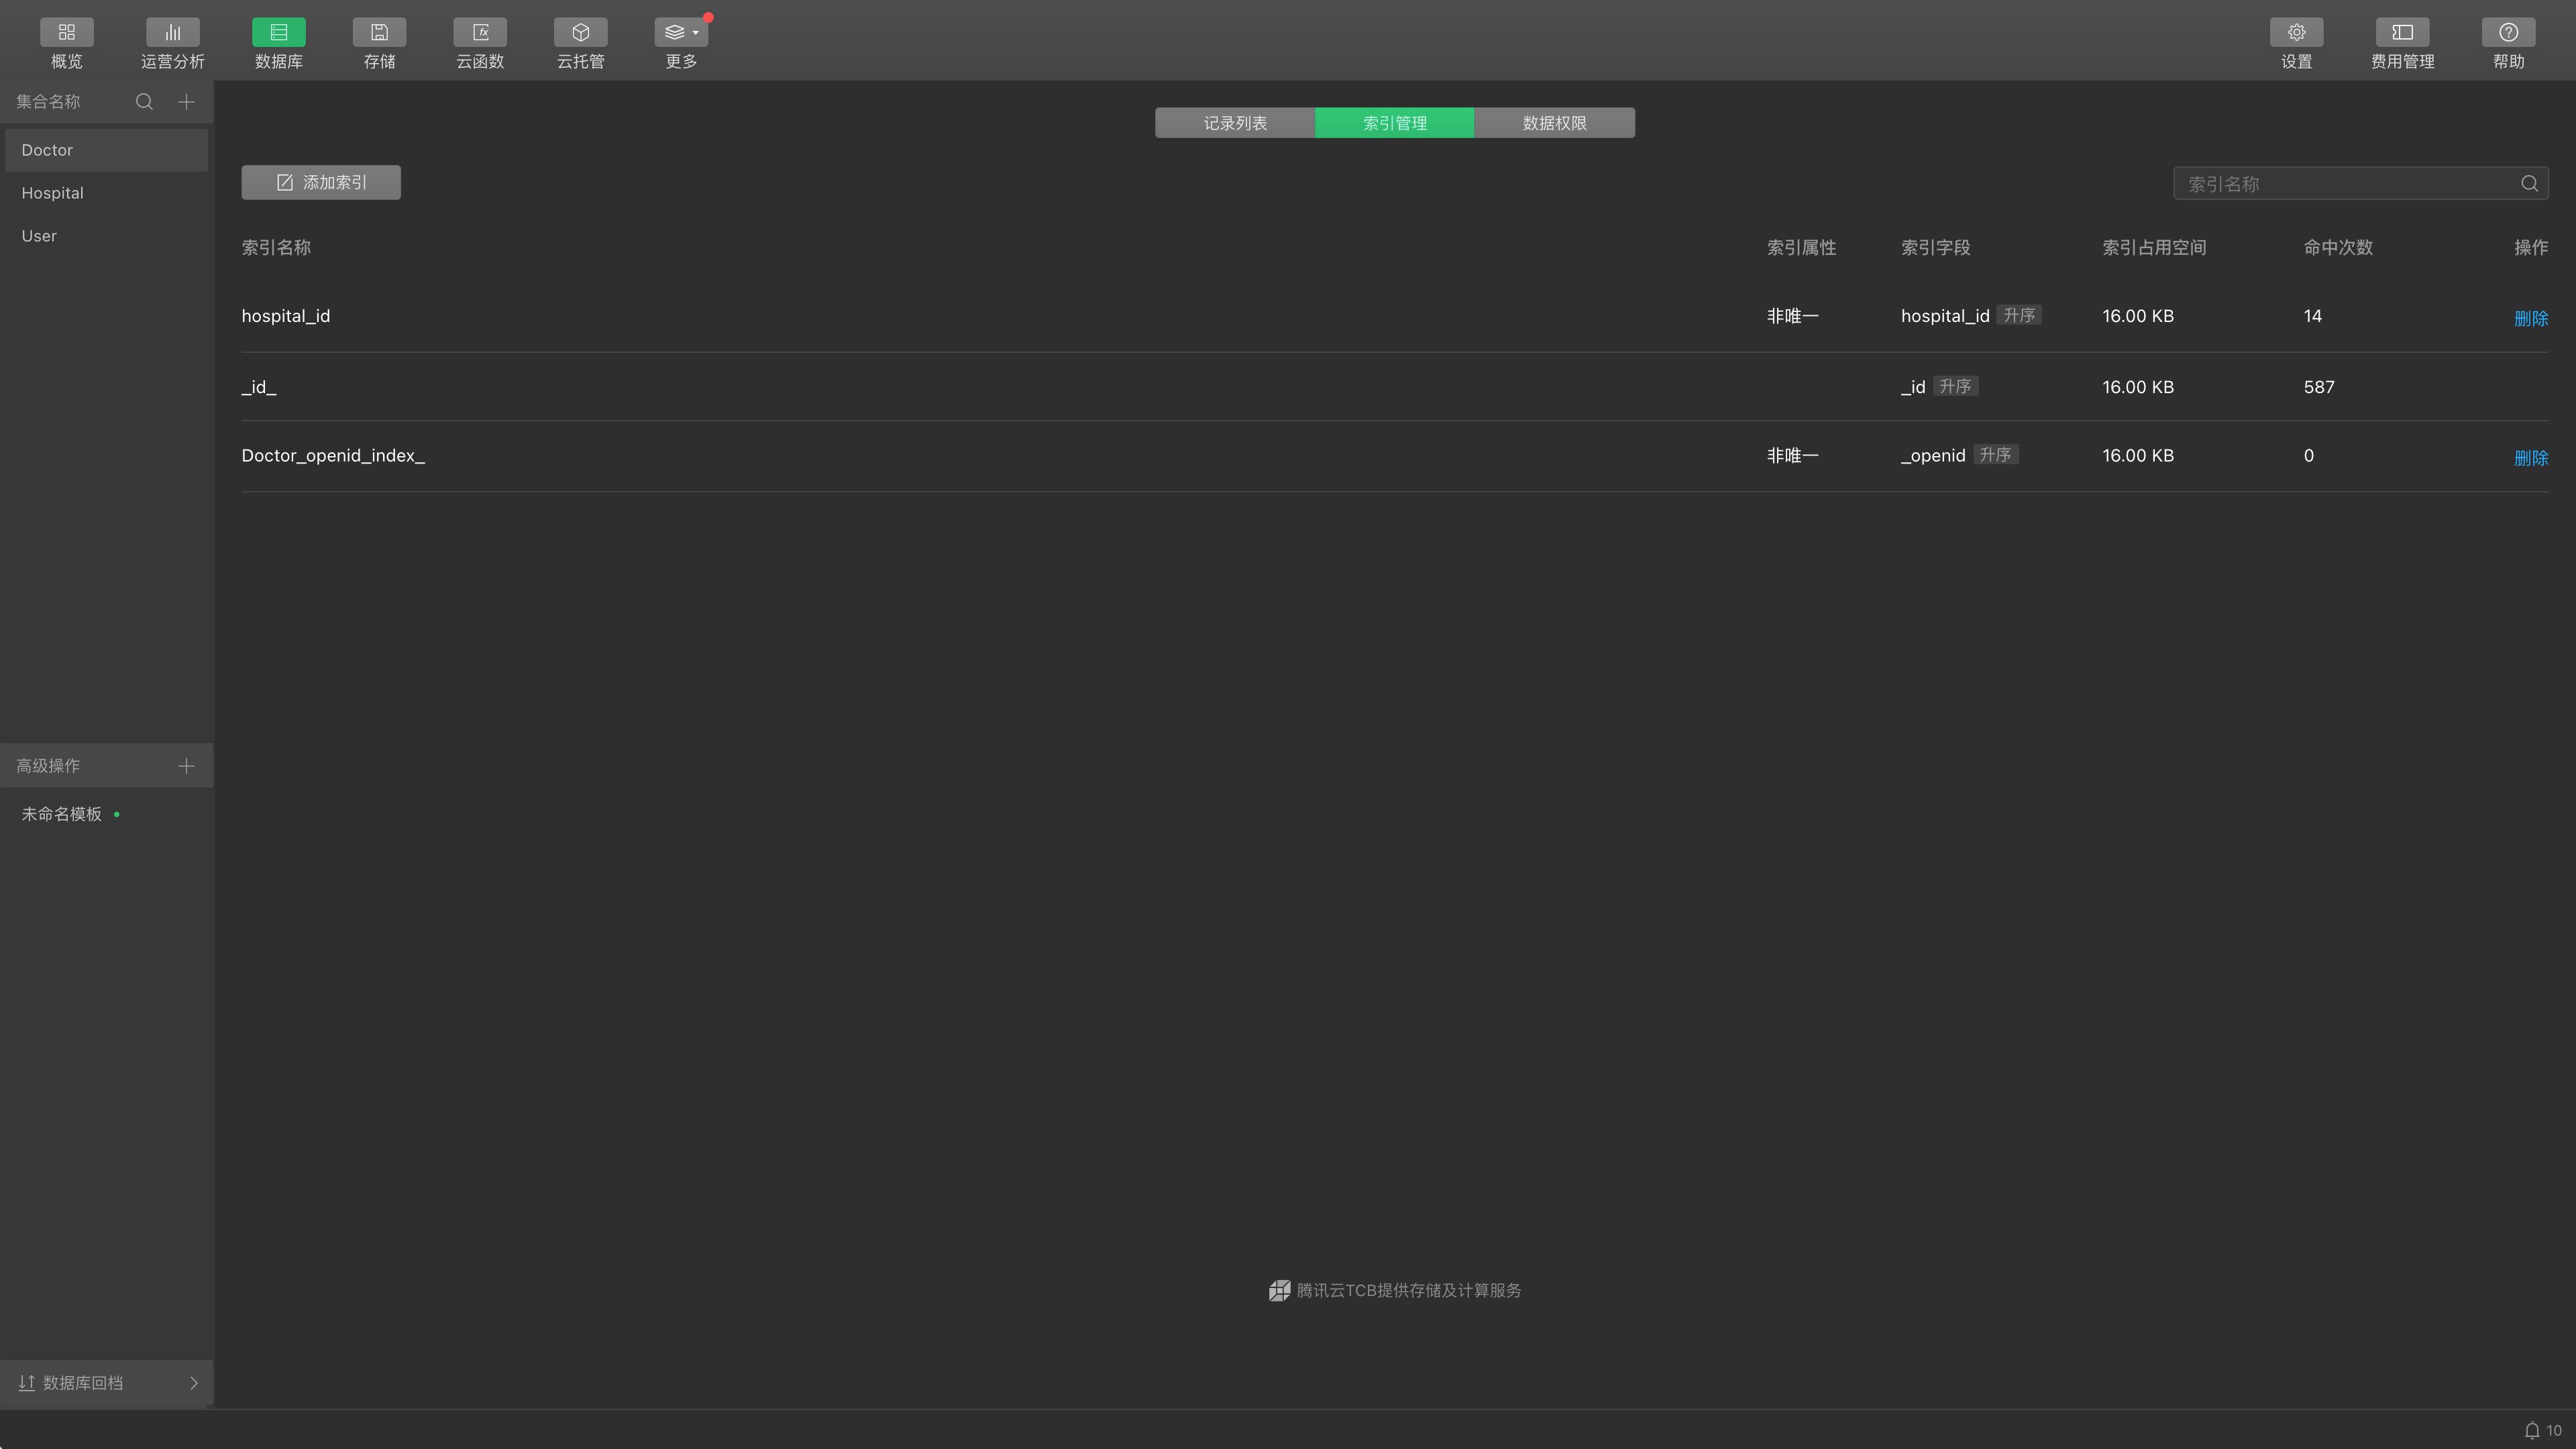 概览
运营分析
数据库
存储
云函数
云托管
更多
设置
费用管理
帮助
集合名称
Doctor
Hospital
User
记录列表
索引管理
数据权限
添加索引
索引名称
索引名称 索引属性 索引字段 索引占用空间 命中次数 操作
hospital_id 非唯一 hospital_id 升序 16.00 KB 14 删除
_id_ _id 升序 16.00 KB 587
Doctor_openid_index_ 非唯一 _openid 升序 16.00 KB 0 删除
高级操作
未命名模板
腾讯云TCB提供存储及计算服务
数据库回档
10